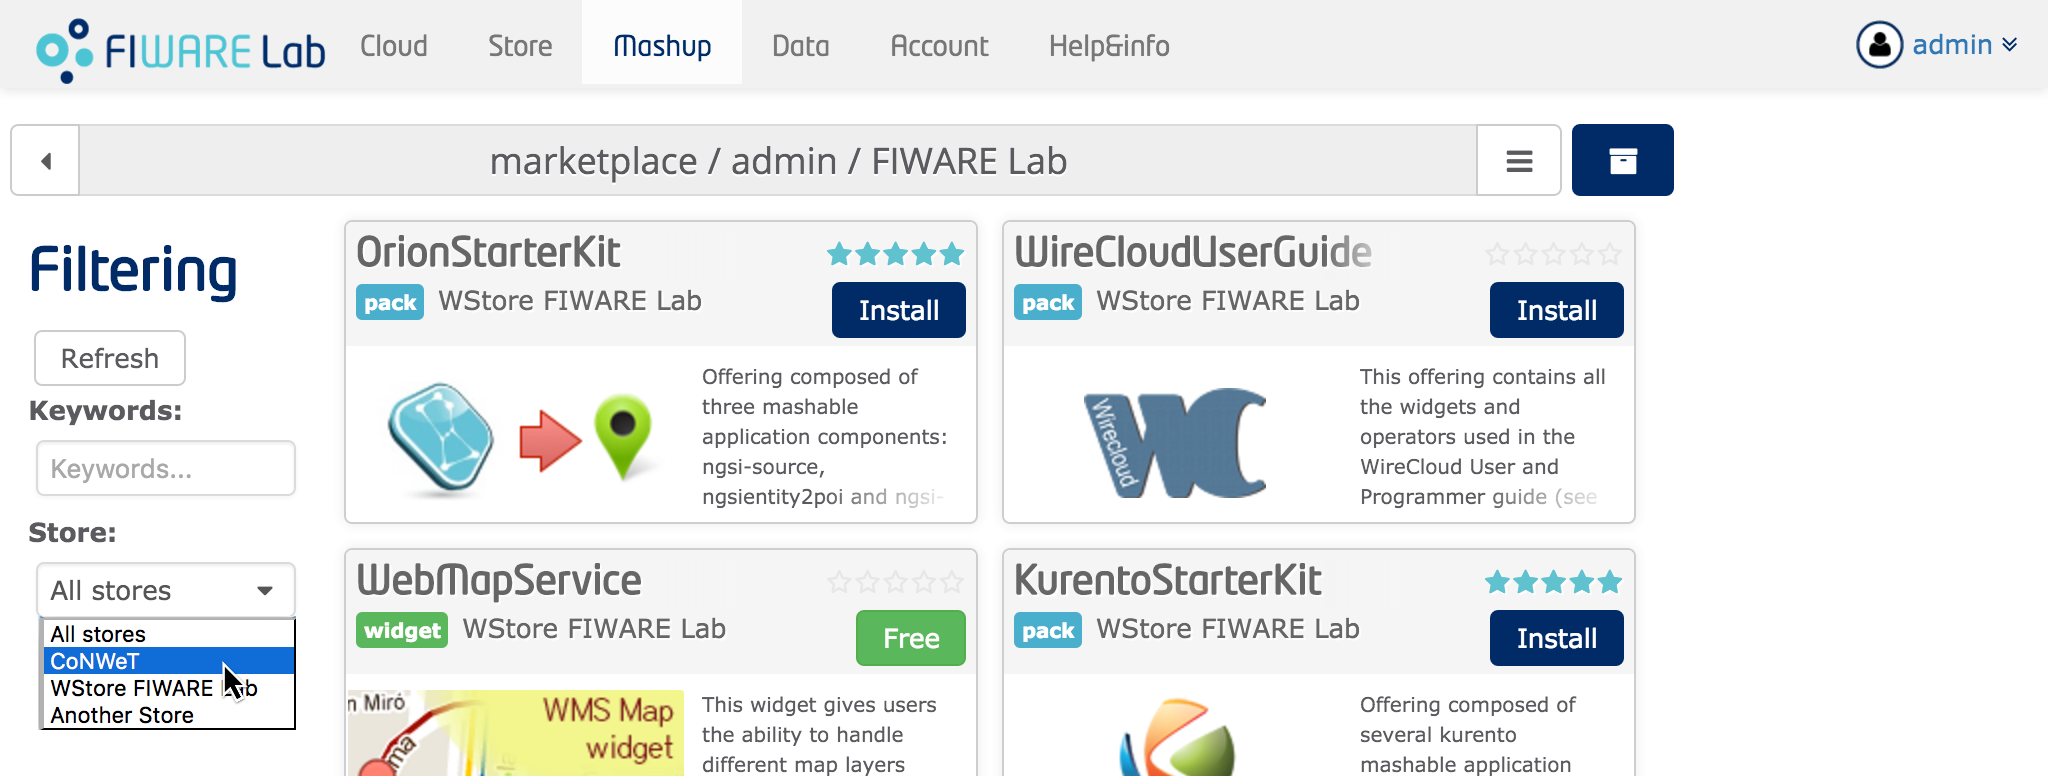 FIWARE Lab
Cloud
Store
Mashup
Data
Account
Help&info
admin
marketplace / admin / FIWARE Lab
Filtering
Refresh
Keywords:
Keywords...
Store:
All stores
All stores
CoNWeT
WStore FIWARE Lab
Another Store
OrionStarterKit
pack WStore FIWARE Lab
Install
Offering composed of
three mashable
application components:
ngsi-source,
ngsientity2poi and ngsi-
WireCloudUserGuide
pack WStore FIWARE Lab
Install
Wirecloud
WC
This offering contains all
the widgets and
operators used in the
WireCloud User and
Programmer guide (see
WebMapService
widget WStore FIWARE Lab
Free
n Miró
ma
WMS Map
widget
This widget gives users
the ability to handle
different map layers
KurentoStarterKit
pack WStore FIWARE Lab
Install
Offering composed of
several kurento
mashable application